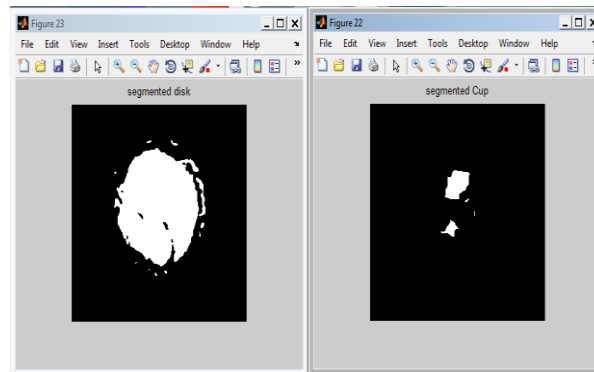 Figure 23
File Edit View Insert Tools Desktop Window Help
segmented disk
Figure 22
File Edit View Insert Tools Desktop Window Help
segmented Cup